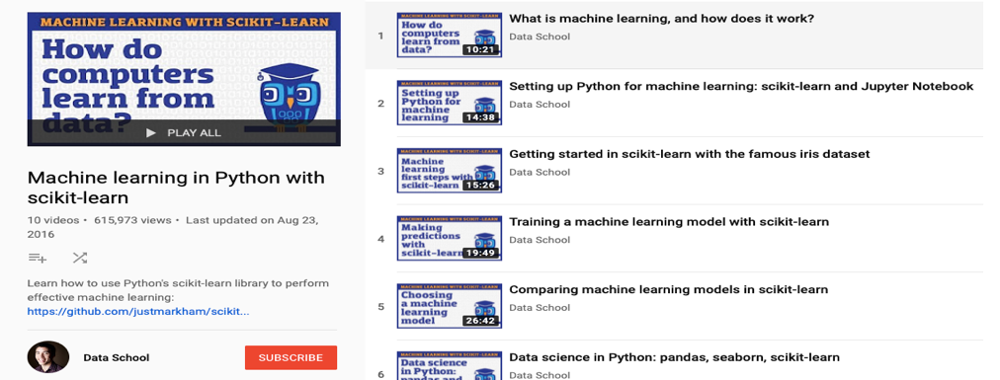 MACHINE LEARNING WITH SCIKIT-LEARN
How do
computers
learn from
data?
PLAY ALL
Machine learning in Python with
scikit-learn
10 videos • 615,973 views • Last updated on Aug 23,
2016
Learn how to use Python's scikit-learn library to perform
effective machine learning:
https://github.com/justmarkham/scikit...
Data School
SUBSCRIBE
1
MACHINE LEARNING WITH SCIKIT-LEARN
How do
computers
learn from
data?
10:21
What is machine learning, and how does it work?
Data School
2
MACHINE LEARNING WITH SCIKIT-LEARN
Setting up
Python for
machine
learning
14:38
Setting up Python for machine learning: scikit-learn and Jupyter Notebook
Data School
3
MACHINE LEARNING WITH SCIKIT-LEARN
Machine
learning
first steps with
scikit-learn
15:26
Getting started in scikit-learn with the famous iris dataset
Data School
4
MACHINE LEARNING WITH SCIKIT-LEARN
Making
predictions
with
scikit-learn
19:49
Training a machine learning model with scikit-learn
Data School
5
MACHINE LEARNING WITH SCIKIT-LEARN
Choosing
a machine
learning
model
26:42
Comparing machine learning models in scikit-learn
Data School
6
MACHINE LEARNING WITH SCIKIT-LEARN
Data science
in Python:
pandas and
Data science in Python: pandas, seaborn, scikit-learn
Data School